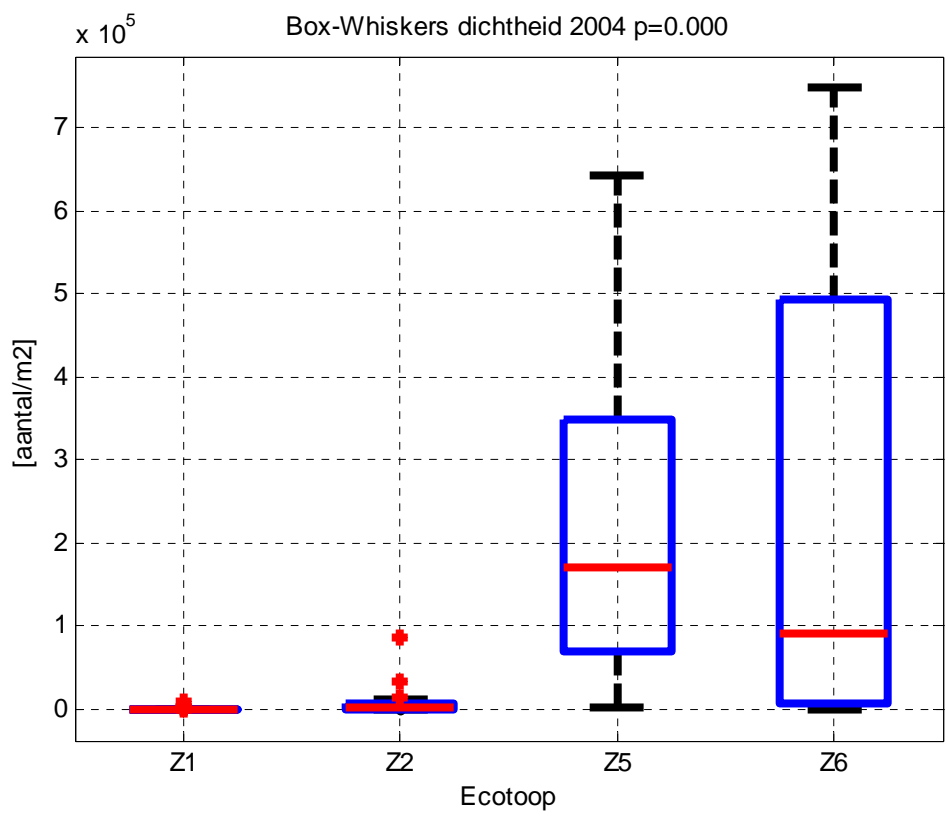 Box-Whiskers dichtheid 2004 p=0.000
x 10^5
7
6
5
4
3
2
1
0
[aantal/m2]
Z1 Z2 Z5 Z6
Ecotoop